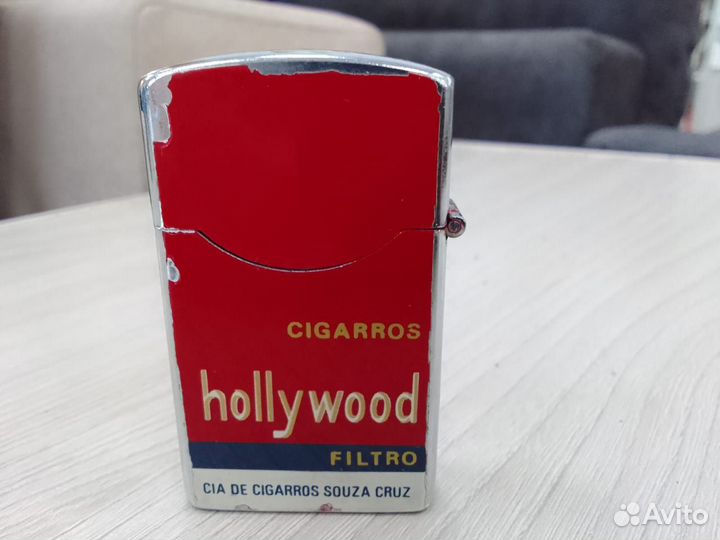 CIGARROS
hollywood
FILTRO
CIA DE CIGARROS SOUZA CRUZ
Avito